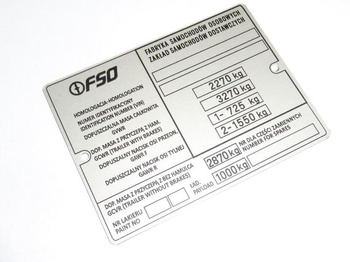 FSO
FABRYKA SAMOCHODÓW OSOBOWYCH
ZAKŁAD SAMOCHODÓW DOSTAWCZYCH
HOMOLOGACJA-HOMOLOGATION
NUMER IDENTYFIKACYJNY
IDENTIFICATION NUMBER (VIN)
DOPUSZCZALNA MASA CAŁKOWITA
GVWR
2270 kg
DOP. MASA Z PRZYCZEPĄ Z HAM.
GCWR (TRAILER WITH BRAKES)
3270 kg
DOPUSZALNY NACISK OSI PRZEDN.
GAWR F
1- 725 kg
DOPUSZCZALNY NACISK OSI TYLNEJ
GAWR R
2-1550 kg
DOP. MASA Z PRZYCZEPĄ Z BEZ HAMULCA
GCVR (TRAILER WITHOUT BRAKES)
2870 kg
NR DLA CZĘŚCI ZAMIENNYCH
NUMBER FOR SPARES
NR LAKIERU
PAINT NO
ŁAD.
PAYLOAD
1000 kg